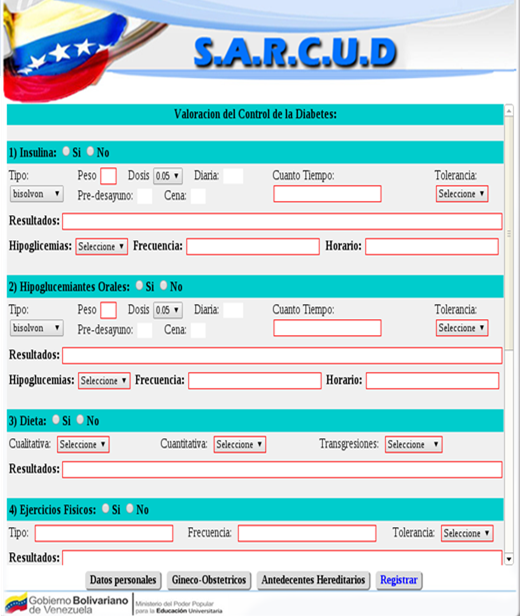 S.A.R.C.U.D
Valoracion del Control de la Diabetes:
1) Insulina: Si No
Tipo: Peso Dosis 0.05 Diaria: Cuanto Tiempo: Tolerancia:
bisolvon Pre-desayuno: Cena: Seleccione
Resultados:
Hipoglicemias: Seleccione Frecuencia: Horario:
2) Hipoglucemiantes Orales: Si No
Tipo: Peso Dosis 0.05 Diaria: Cuanto Tiempo: Tolerancia:
bisolvon Pre-desayuno: Cena: Seleccione
Resultados:
Hipoglucemias: Seleccione Frecuencia: Horario:
3) Dieta: Si No
Cualitativa: Seleccione Cuantitativa: Seleccione Transgresiones: Seleccione
Resultados:
4) Ejercicios Fisicos: Si No
Tipo: Frecuencia: Tolerancia: Seleccione
Resultados:
Datos personales Gineco-Obstetricos Antecedentes Hereditarios Registrar
Gobierno Bolivariano de Venezuela
Ministerio del Poder Popular
para la Educación Universitaria